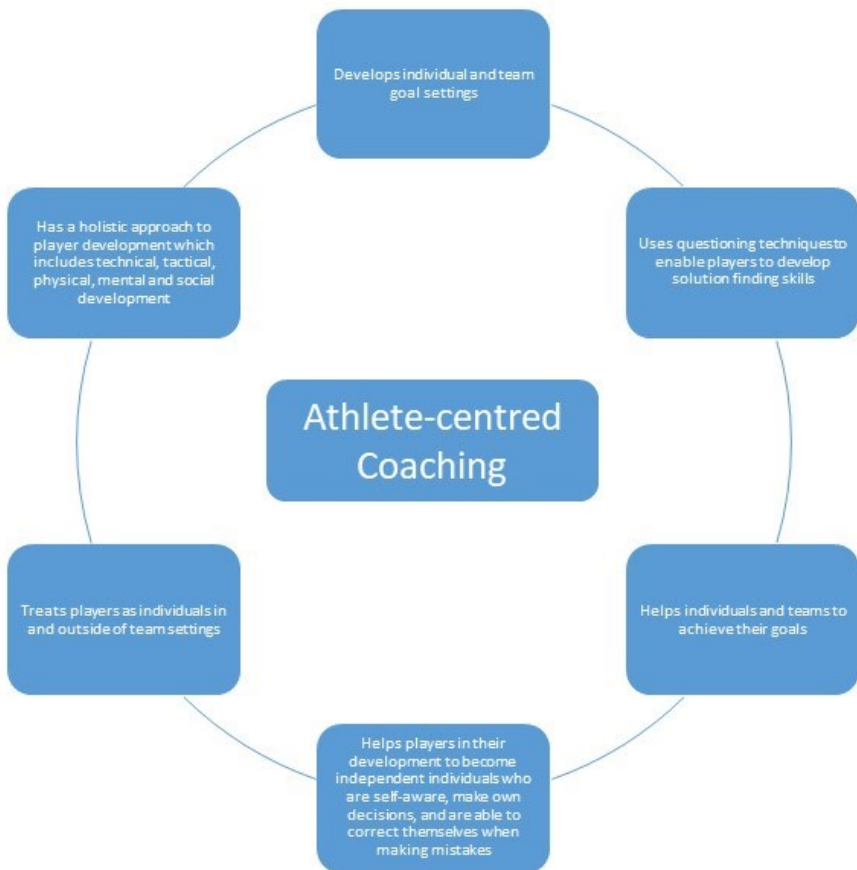 Develops individual and team
goal settings
Uses questioning techniquesto
enable players to develop
solution finding skills
Helps individuals and teams to
achieve their goals
Helps players in their
development to become
independent individuals who
are self-aware, make own
decisions, and are able to
correct themselves when
making mistakes
Treats players as individuals in
and outside of team settings
Has a holistic approach to
player development which
includes technical, tactical,
physical, mental and social
development
Athlete-centred
Coaching